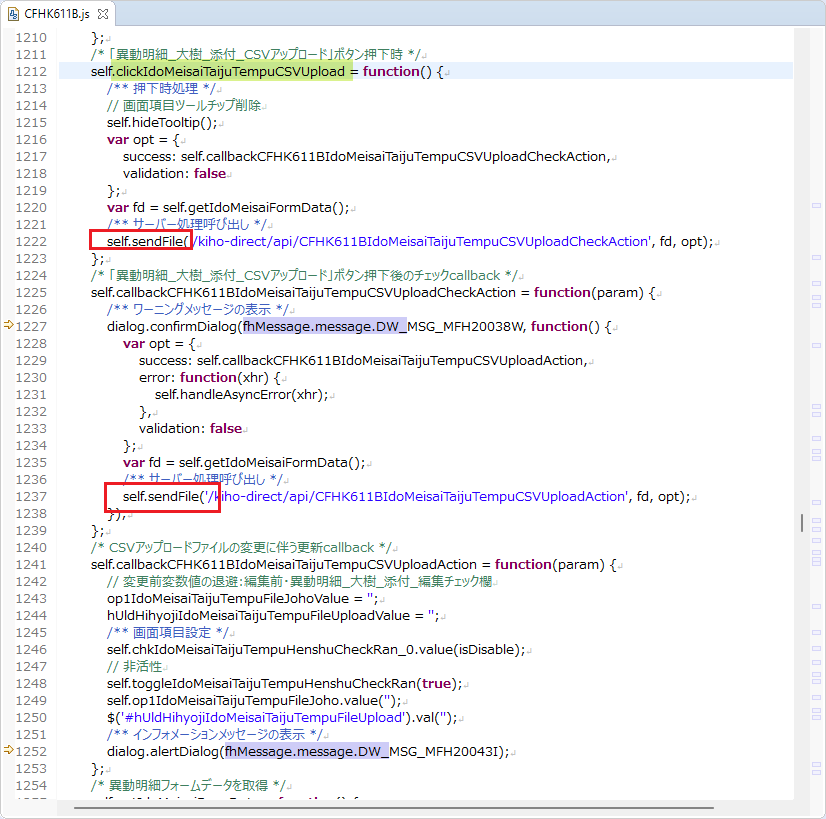 CFHK611B.js
1210 };
1211 /* 「異動明細_大樹_添付_CSVアップロード」ボタン押下時 */
1212 self.clickIdoMeisaiTaijuTempuCSVUpload = function() {
1213 /** 押下時処理 */
1214 // 画面項目ツールチップ削除
1215 self.hideTooltip();
1216 var opt = {
1217 success: self.callbackCFHK611BIdoMeisaiTaijuTempuCSVUploadCheckAction,
1218 validation: false
1219 };
1220 var fd = self.getIdoMeisaiFormData();
1221 /** サーバー処理呼び出し */
1222 self.sendFile('/kiho-direct/api/CFHK611BIdoMeisaiTaijuTempuCSVUploadCheckAction', fd, opt);
1223 };
1224 /* 「異動明細_大樹_添付_CSVアップロード」ボタン押下後のチェックcallback */
1225 self.callbackCFHK611BIdoMeisaiTaijuTempuCSVUploadCheckAction = function(param) {
1226 /** ワーニングメッセージの表示 */
1227 dialog.confirmDialog(fhMessage.message.DW_MSG_MFH20038W, function() {
1228 var opt = {
1229 success: self.callbackCFHK611BIdoMeisaiTaijuTempuCSVUploadAction,
1230 error: function(xhr) {
1231 self.handleAsyncError(xhr);
1232 },
1233 validation: false
1234 };
1235 var fd = self.getIdoMeisaiFormData();
1236 /** サーバー処理呼び出し */
1237 self.sendFile('/kiho-direct/api/CFHK611BIdoMeisaiTaijuTempuCSVUploadAction', fd, opt);
1238 });
1239 };
1240 /* CSVアップロードファイルの変更に伴う更新callback */
1241 self.callbackCFHK611BIdoMeisaiTaijuTempuCSVUploadAction = function(param) {
1242 // 変更前変数値の退避:編集前・異動明細_大樹_添付_編集チェック欄
1243 op1IdoMeisaiTaijuTempuFileJohoValue = '';
1244 hUldHihyojiIdoMeisaiTaijuTempuFileUploadValue = '';
1245 /** 画面項目設定 */
1246 self.chkIdoMeisaiTaijuTempuHenshuCheckRan_0.value(isDisable);
1247 // 非活性
1248 self.toggleIdoMeisaiTaijuTempuHenshuCheckRan(true);
1249 self.op1IdoMeisaiTaijuTempuFileJoho.value('');
1250 $('#hUldHihyojiIdoMeisaiTaijuTempuFileUpload').val('');
1251 /** インフォメーションメッセージの表示 */
1252 dialog.alertDialog(fhMessage.message.DW_MSG_MFH20043I);
1253 };
1254 /* 異動明細フォームデータを取得 */